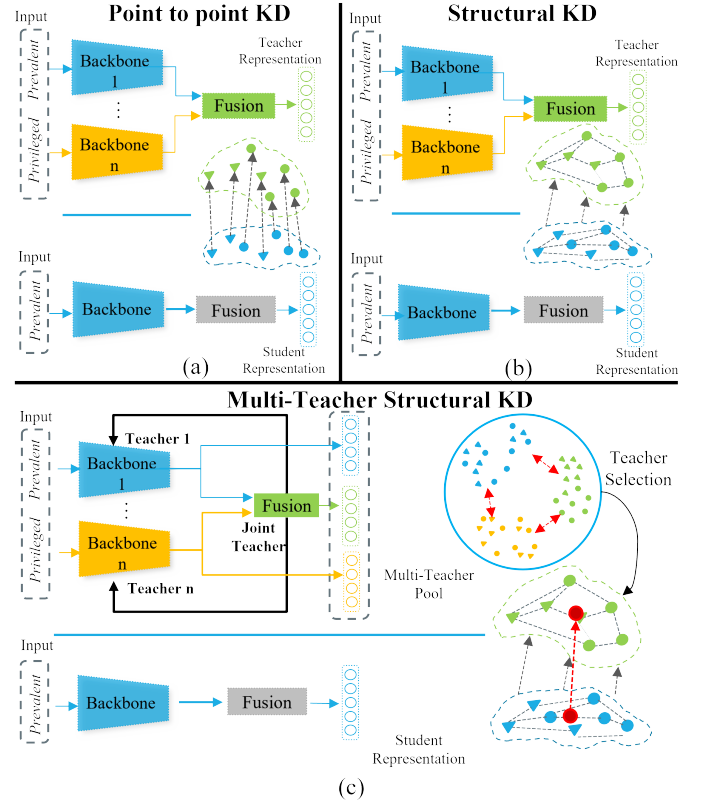 Point to point KD
Input
Prevalent
Privileged
Backbone
1
...
Backbone
n
Fusion
Teacher
Representation
Input
Prevalent
Backbone
Fusion
Student
Representation
(a)
Structural KD
Input
Prevalent
Privileged
Backbone
1
...
Backbone
n
Fusion
Teacher
Representation
Input
Prevalent
Backbone
Fusion
Student
Representation
(b)
Multi-Teacher Structural KD
Input
Prevalent
Privileged
Teacher 1
Backbone
1
...
Backbone
n
Teacher n
Fusion
Joint
Teacher
Multi-Teacher
Pool
Teacher
Selection
Input
Prevalent
Backbone
Fusion
Student
Representation
(c)